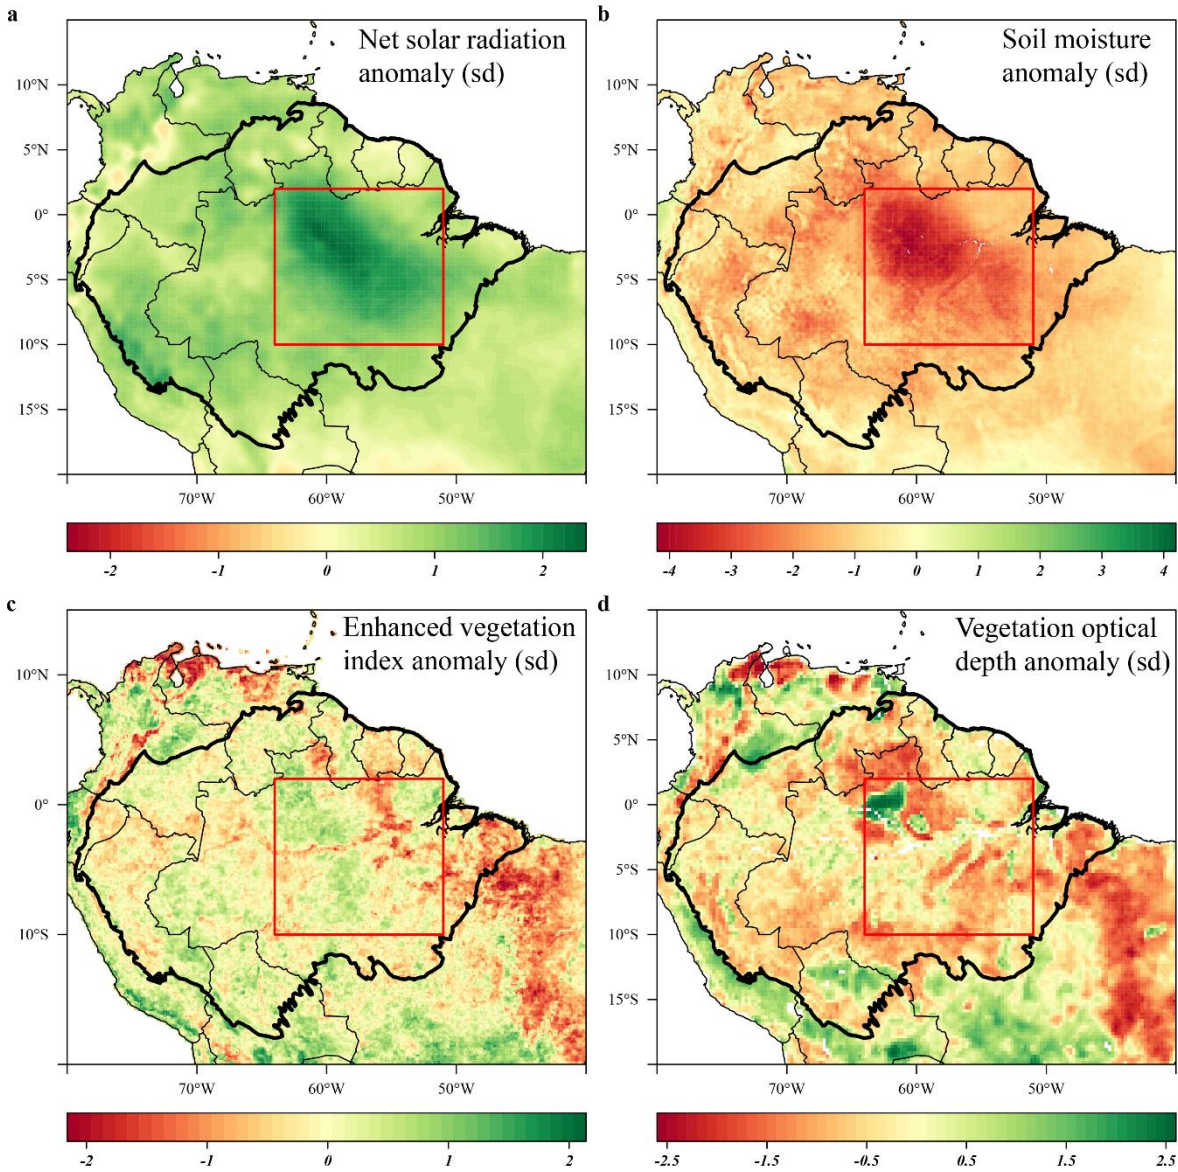 a
Net solar radiation
anomaly (sd)
10°N
5°N
0°
5°S
10°S
15°S
70°W 60°W 50°W
-2 -1 0 1 2
b
Soil moisture
anomaly (sd)
10°N
5°N
0°
5°S
10°S
15°S
70°W 60°W 50°W
-4 -3 -2 -1 0 1 2 3 4
c
Enhanced vegetation
index anomaly (sd)
10°N
0°
10°S
70°W 60°W 50°W
-2 -1 0 1 2
d
Vegetation optical
depth anomaly (sd)
10°N
5°N
0°
5°S
10°S
15°S
70°W 60°W 50°W
-2.5 -1.5 -0.5 0.5 1.5 2.5